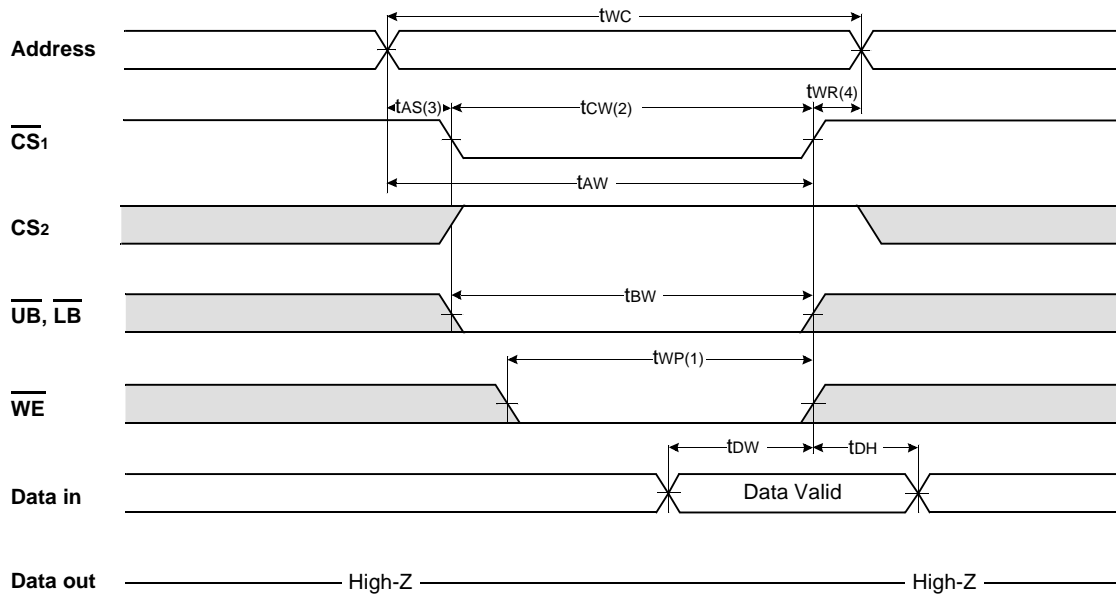 tWC
Address
tAS(3) tCW(2) tWR(4)
CS1
tAW
CS2
tBW
UB, LB
tWP(1)
WE
tDW tDH
Data in Data Valid
Data out High-Z High-Z